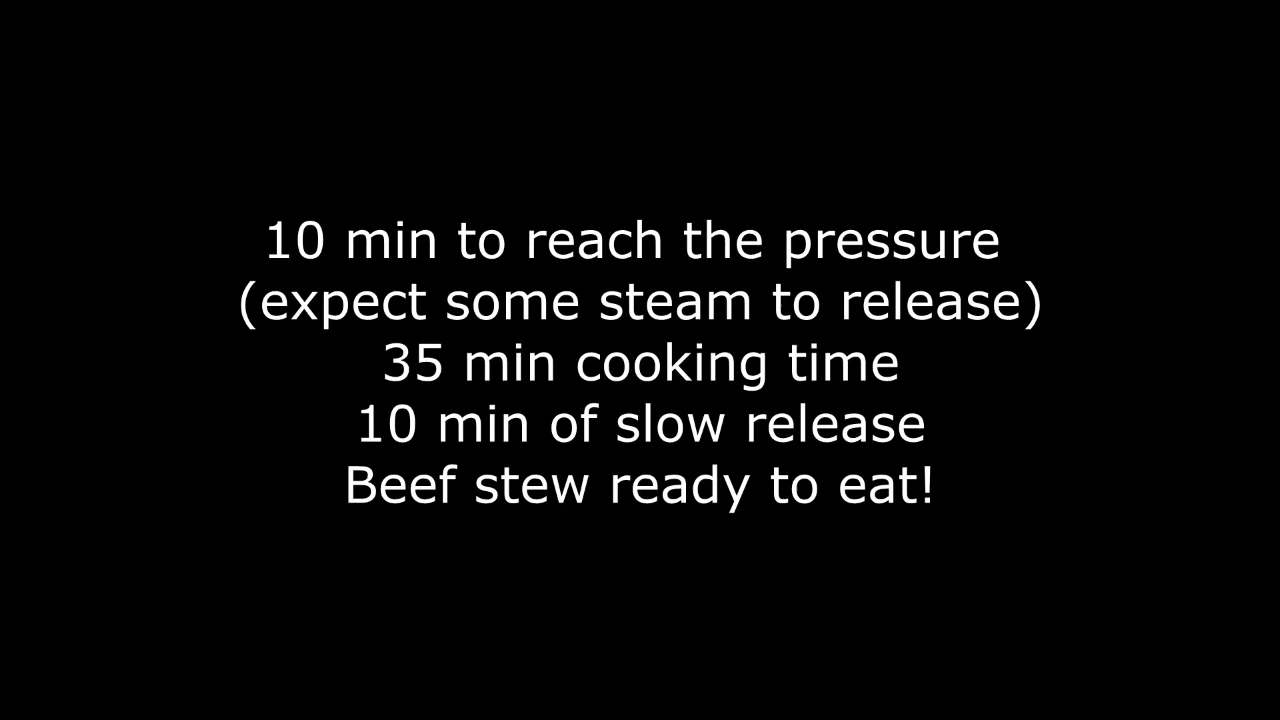 10 min to reach the pressure
(expect some steam to release)
35 min cooking time
10 min of slow release
Beef stew ready to eat!